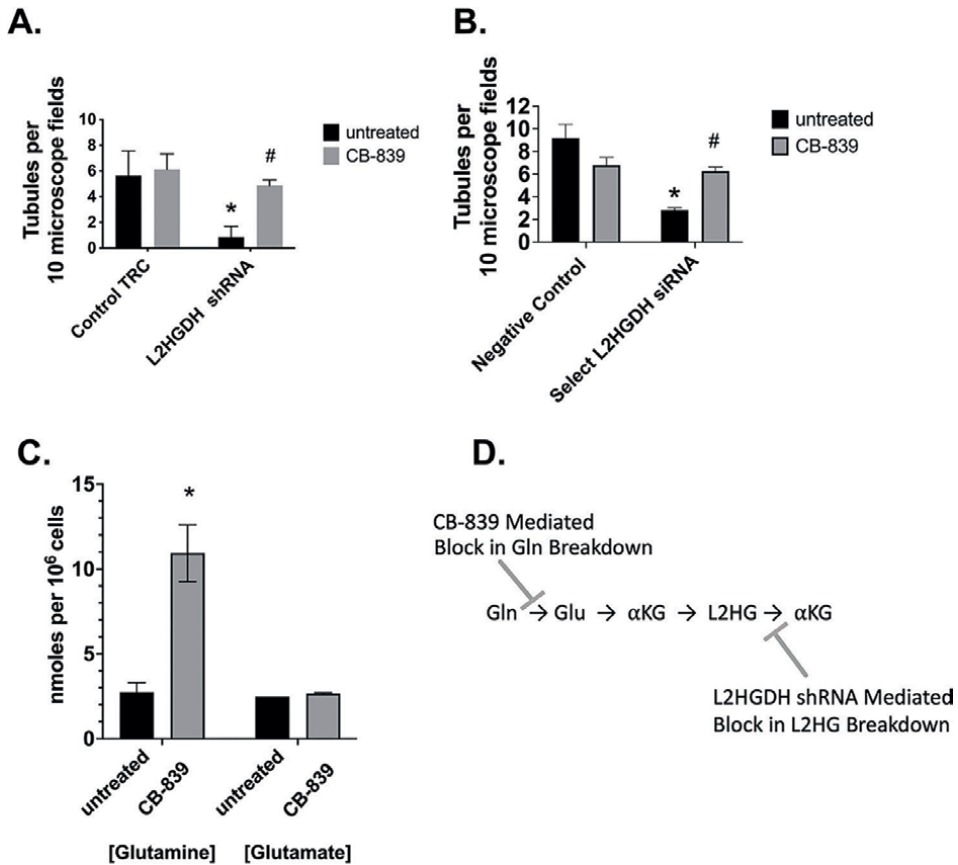 A.
Tubules per
10 microscope fields
10
8
6
4
2
0
*
#
untreated
CB-839
Control TRC
L2HGDH shRNA
B.
Tubules per
10 microscope fields
12
10
8
6
4
2
0
*
#
untreated
CB-839
Negative Control
Select L2HGDH siRNA
C.
nmoles per 10⁶ cells
15
10
5
0
*
untreated
CB-839
untreated
CB-839
[Glutamine] [Glutamate]
D.
CB-839 Mediated
Block in Gln Breakdown
Gln → Glu → αKG → L2HG → αKG
L2HGDH shRNA Mediated
Block in L2HG Breakdown